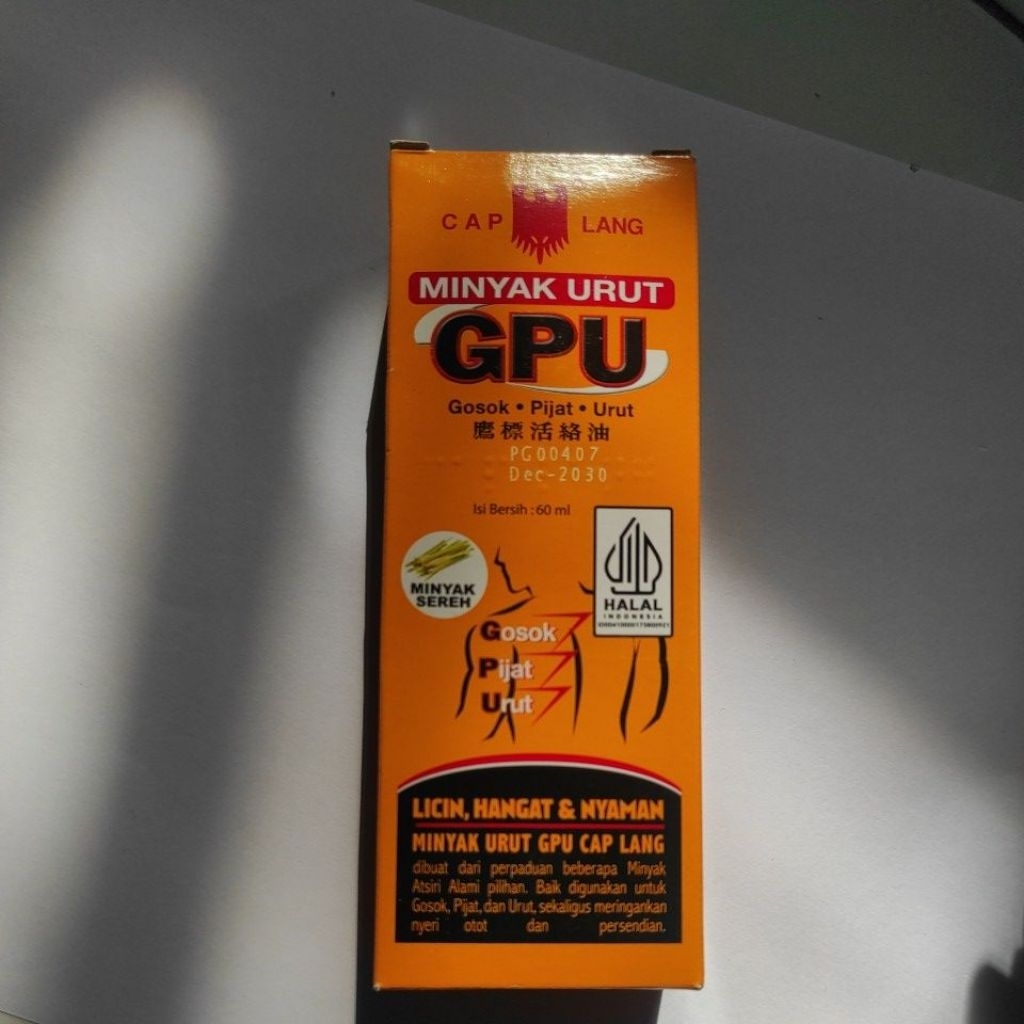 CAP LANG
MINYAK URUT
GPU
Gosok • Pijat • Urut
鷹標活絡油
PG00407
Dec-2030
Isi Bersih : 60 ml
MINYAK
SEREH
HALAL
INDONESIA
Gosok
Pijat
Urut
LICIN, HANGAT & NYAMAN
MINYAK URUT GPU CAP LANG
dibuat dari perpaduan beberapa Minyak
Atsiri Alami pilihan. Baik digunakan untuk
Gosok, Pijat, dan Urut, sekaligus meringankan
nyeri otot dan persendian.